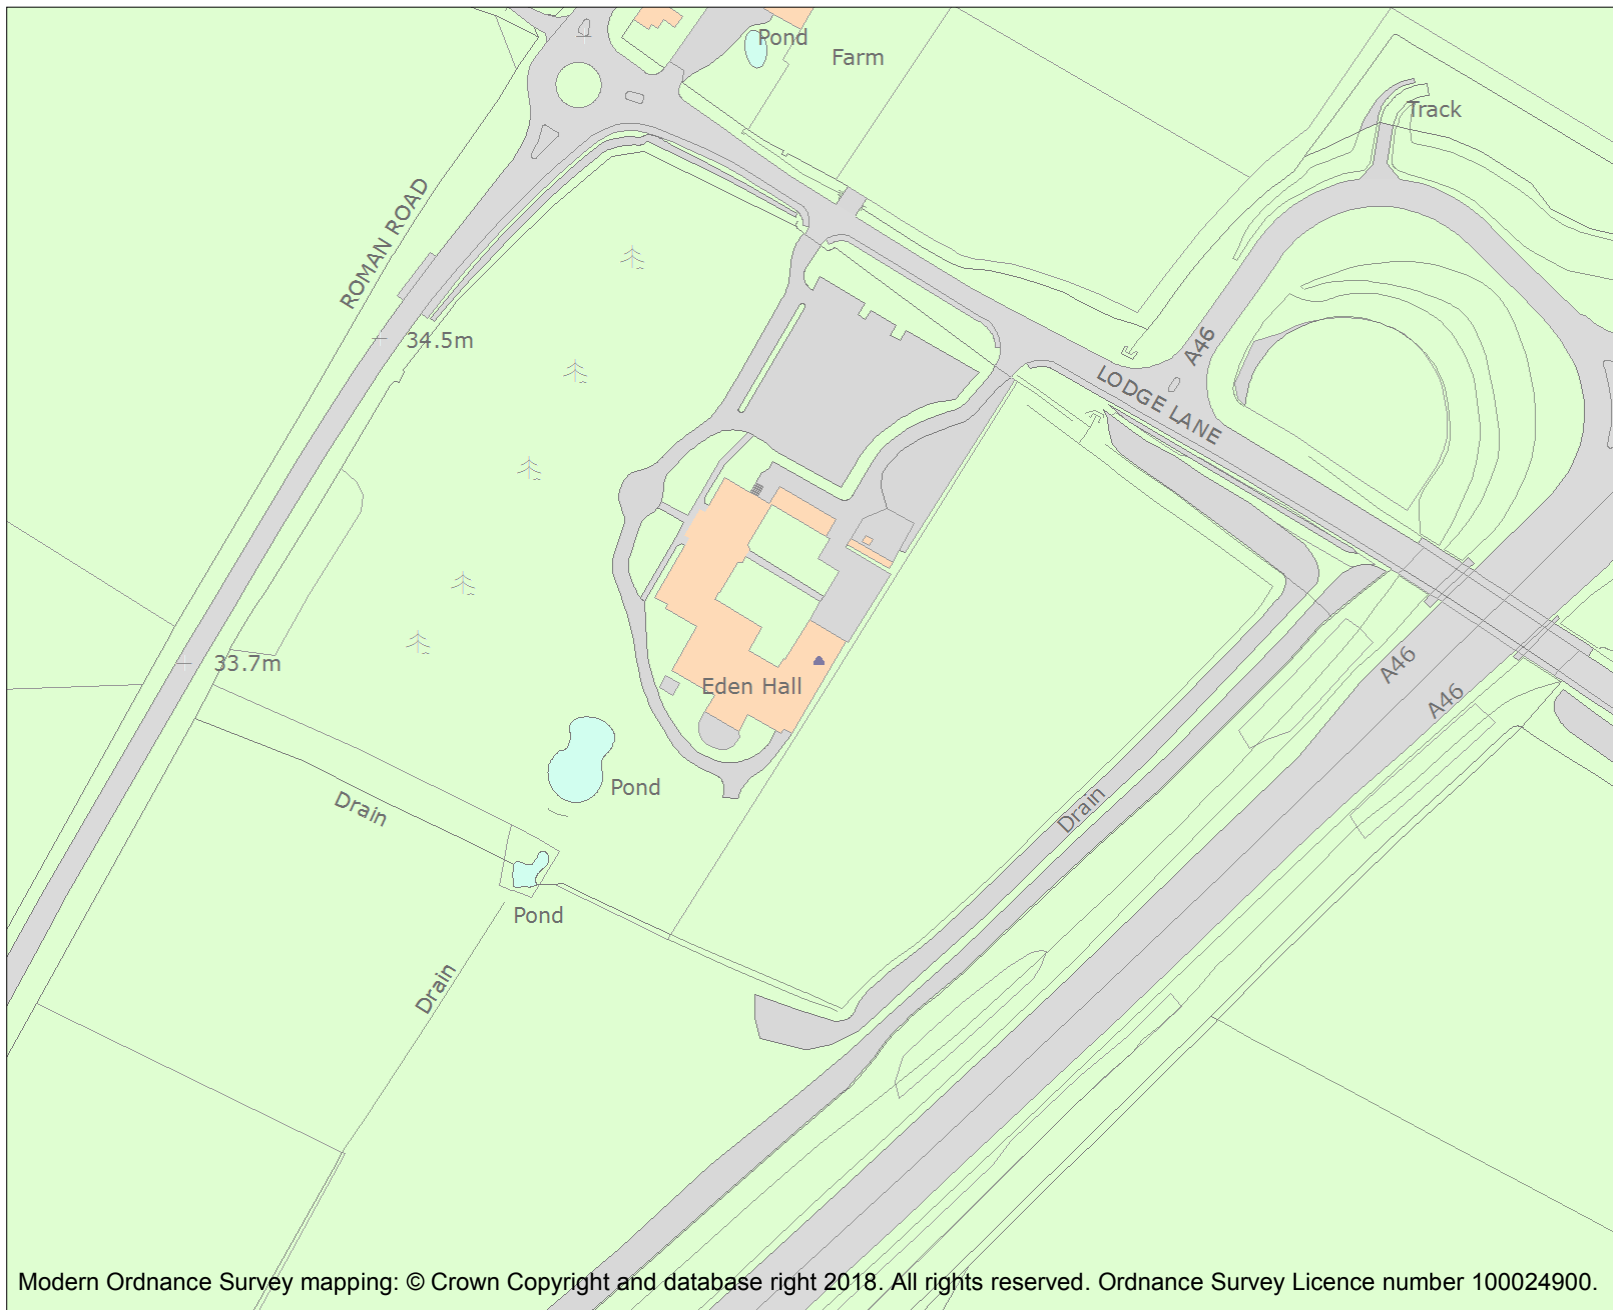 Pond
Farm
Track
ROMAN ROAD
34.5m
A46
LODGE LANE
33.7m
Eden Hall
A46
A46
Pond
Drain
Drain
Pond
Drain
Modern Ordnance Survey mapping: © Crown Copyright and database right 2018. All rights reserved. Ordnance Survey Licence number 100024900.